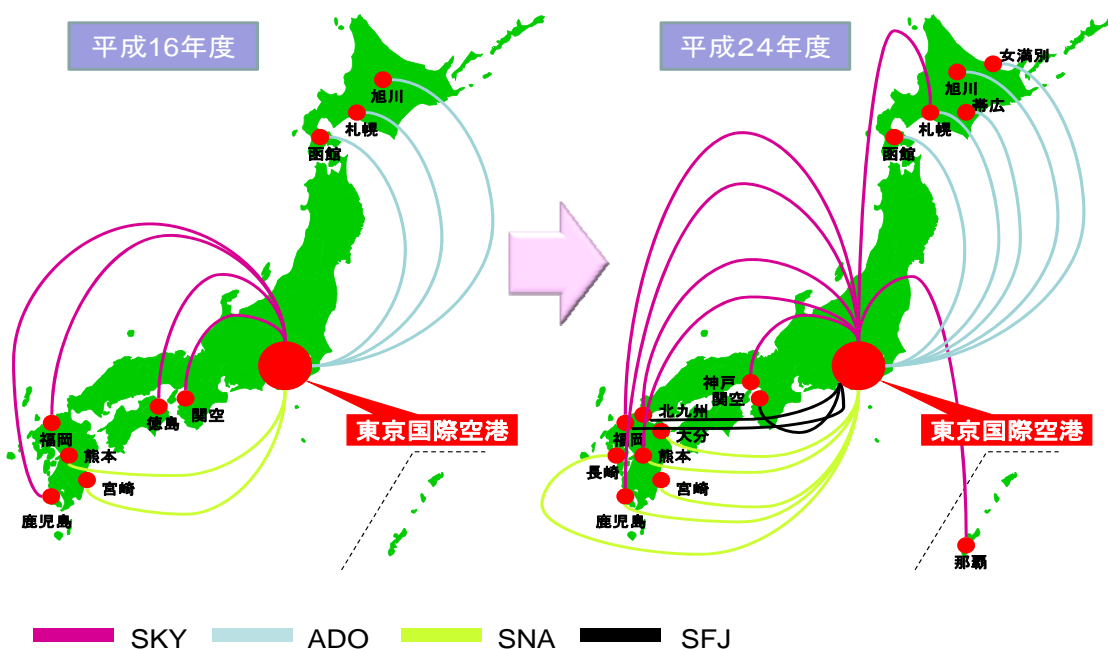 平成16年度
旭川
札幌
函館
福岡
熊本
宮崎
鹿児島
徳島
関空
東京国際空港
平成24年度
女満別
旭川
帯広
札幌
函館
神戸
関空
北九州
福岡
大分
長崎
熊本
宮崎
鹿児島
東京国際空港
那覇
SKY
ADO
SNA
SFJ